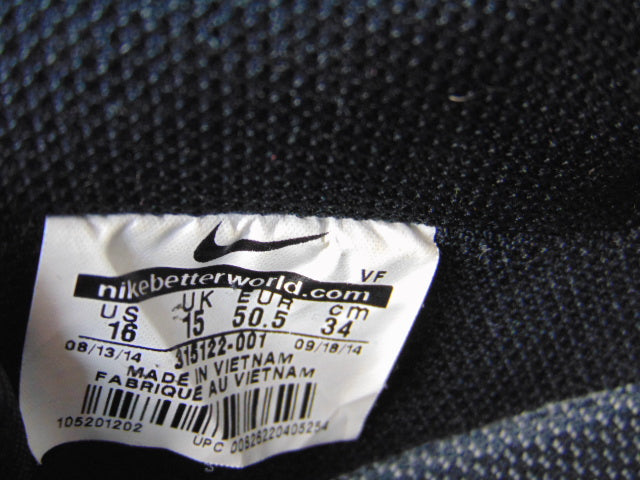 nikebetterworld.com VF
US UK EUR cm
16 15 50.5 34
08/13/14 315122-001 09/18/14
MADE IN VIETNAM
FABRIQUE AU VIETNAM
105201202
UPC 00826220405254